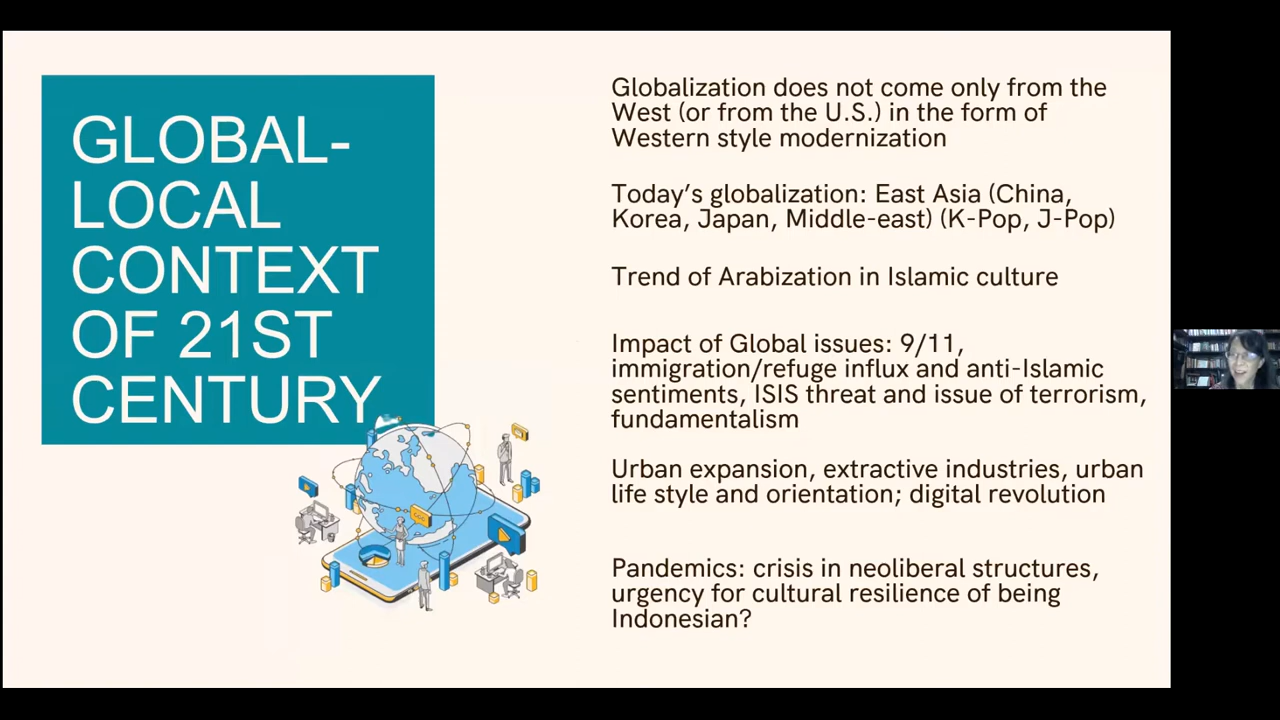 GLOBAL-
LOCAL
CONTEXT
OF 21ST
CENTURY
Globalization does not come only from the
West (or from the U.S.) in the form of
Western style modernization
Today's globalization: East Asia (China,
Korea, Japan, Middle-east) (K-Pop, J-Pop)
Trend of Arabization in Islamic culture
Impact of Global issues: 9/11,
immigration/refuge influx and anti-Islamic
sentiments, ISIS threat and issue of terrorism,
fundamentalism
Urban expansion, extractive industries, urban
life style and orientation; digital revolution
Pandemics: crisis in neoliberal structures,
urgency for cultural resilience of being
Indonesian?